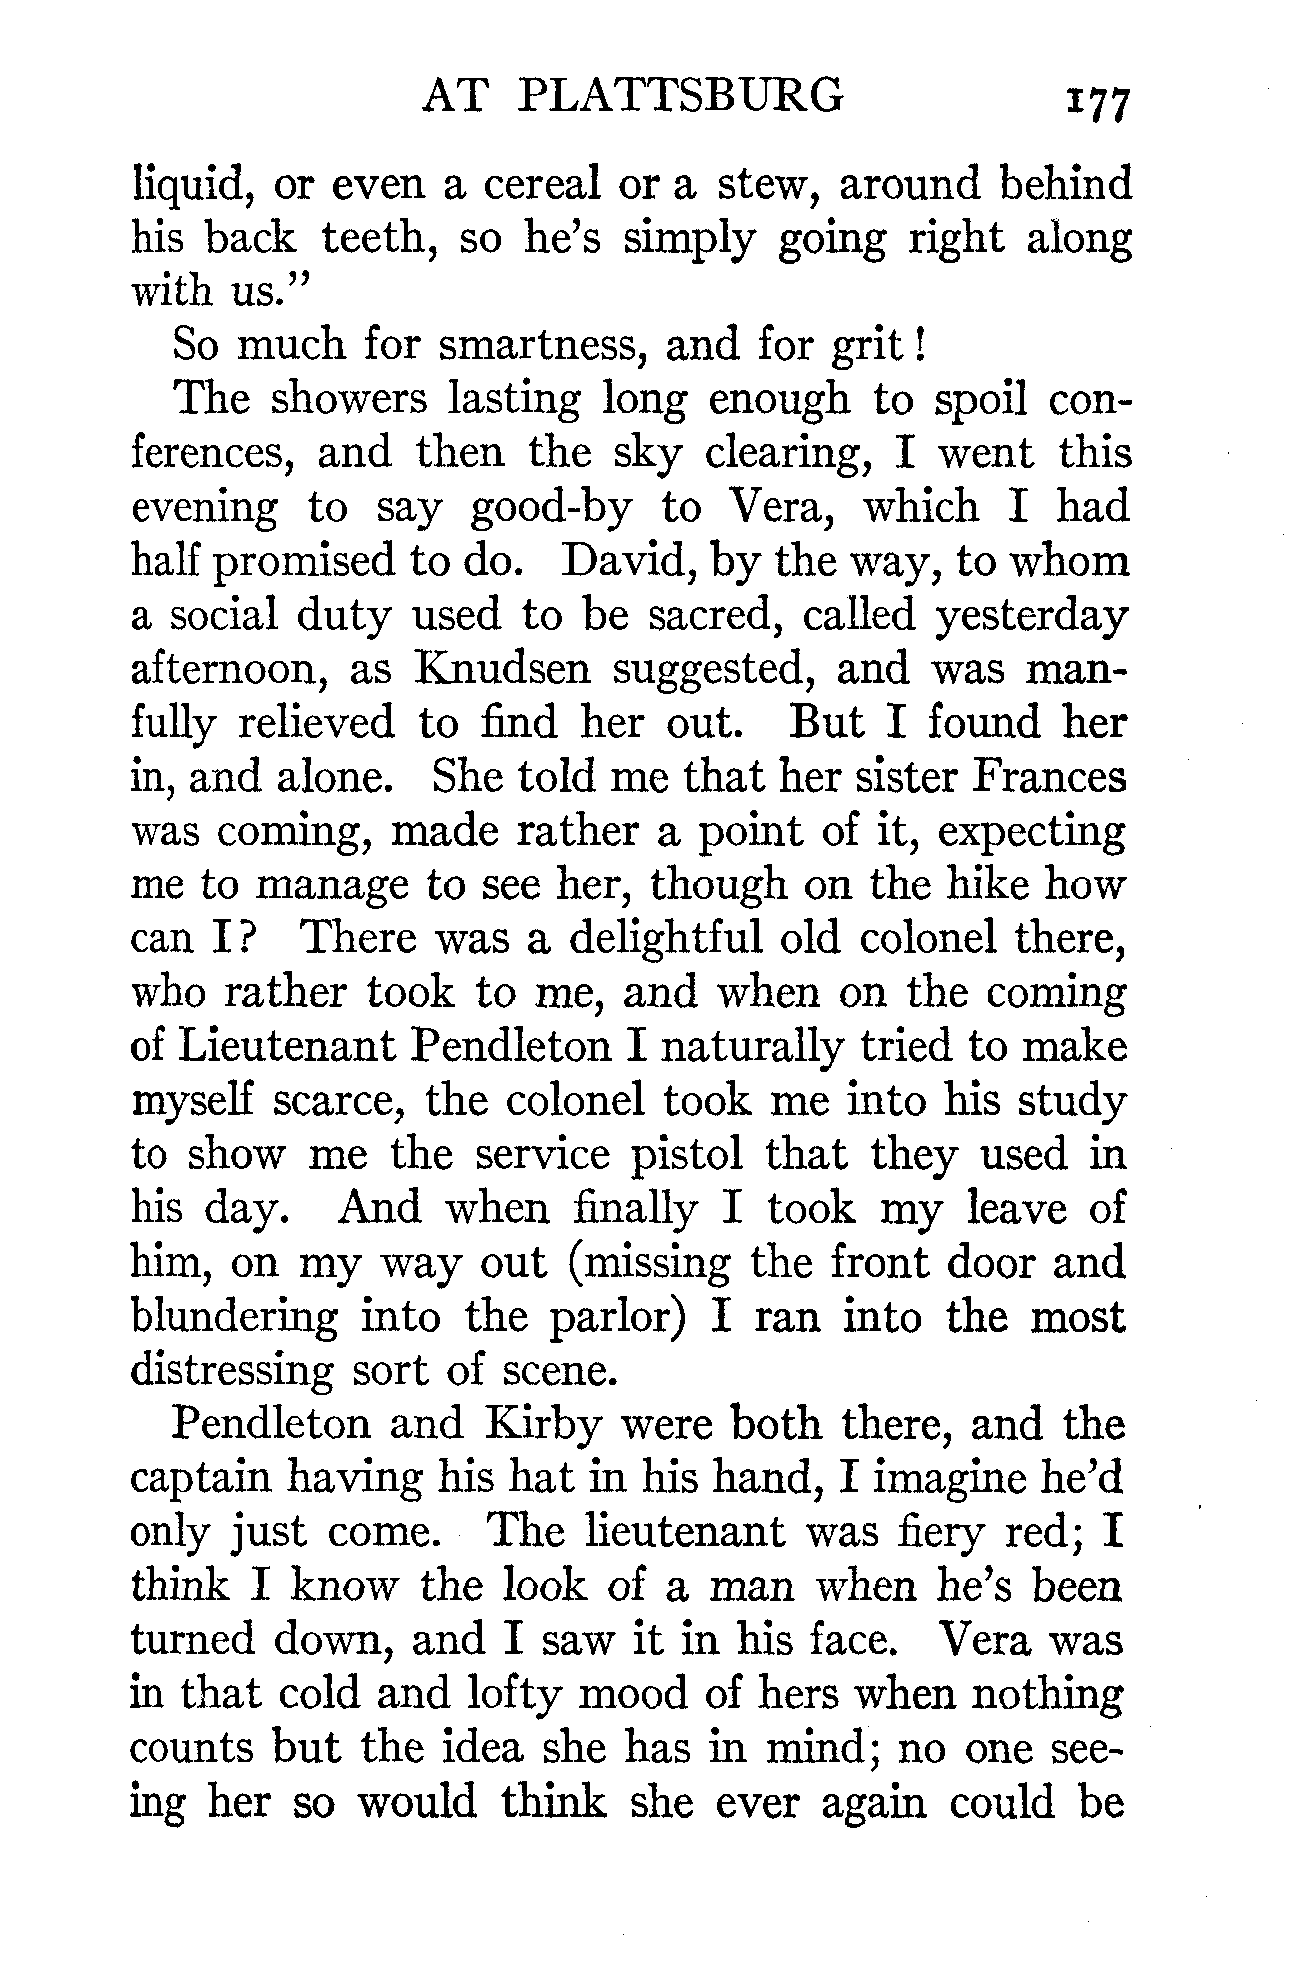 AT PLATTSBURG 177
liquid, or even a cereal or a stew, around behind
his back teeth, so he's simply going right along
with us."
So much for smartness, and for grit!
The showers lasting long enough to spoil con-
ferences, and then the sky clearing, I went this
evening to say good-by to Vera, which I had
half promised to do. David, by the way, to whom
a social duty used to be sacred, called yesterday
afternoon, as Knudsen suggested, and was man-
fully relieved to find her out. But I found her
in, and alone. She told me that her sister Frances
was coming, made rather a point of it, expecting
me to manage to see her, though on the hike how
can I? There was a delightful old colonel there,
who rather took to me, and when on the coming
of Lieutenant Pendleton I naturally tried to make
myself scarce, the colonel took me into his study
to show me the service pistol that they used in
his day. And when finally I took my leave of
him, on my way out (missing the front door and
blundering into the parlor) I ran into the most
distressing sort of scene.
Pendleton and Kirby were both there, and the
captain having his hat in his hand, I imagine he'd
only just come. The lieutenant was fiery red; I
think I know the look of a man when he's been
turned down, and I saw it in his face. Vera was
in that cold and lofty mood of hers when nothing
counts but the idea she has in mind; no one see-
ing her so would think she ever again could be